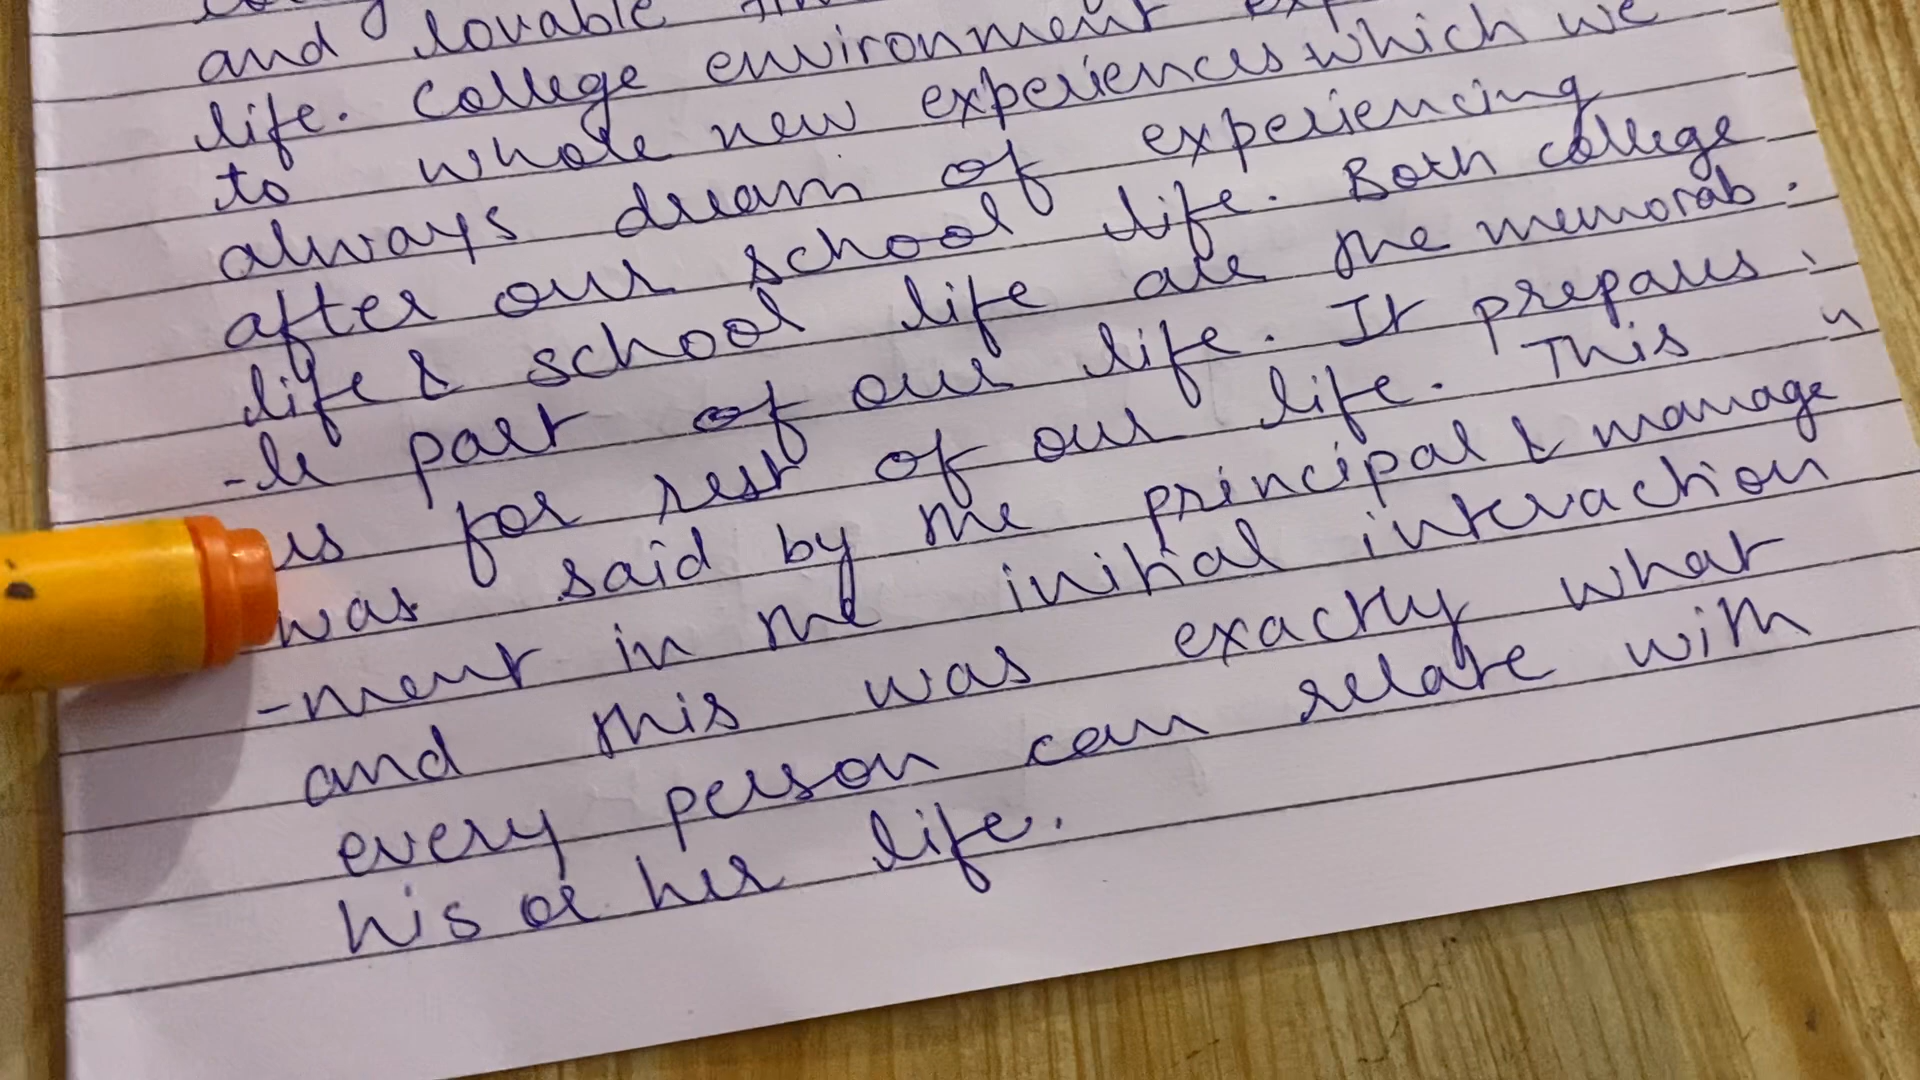 and lovable
life. College environment
to whole new experiences which we
always dream of experiencing
after our school life. Both college
life & school life are the memorab-
-le part of our life. It prepares
us for rest of our life. This
was said by the principal & manage
-ment in the initial interaction
and this was exactly what
every person can relate with
his or her life.